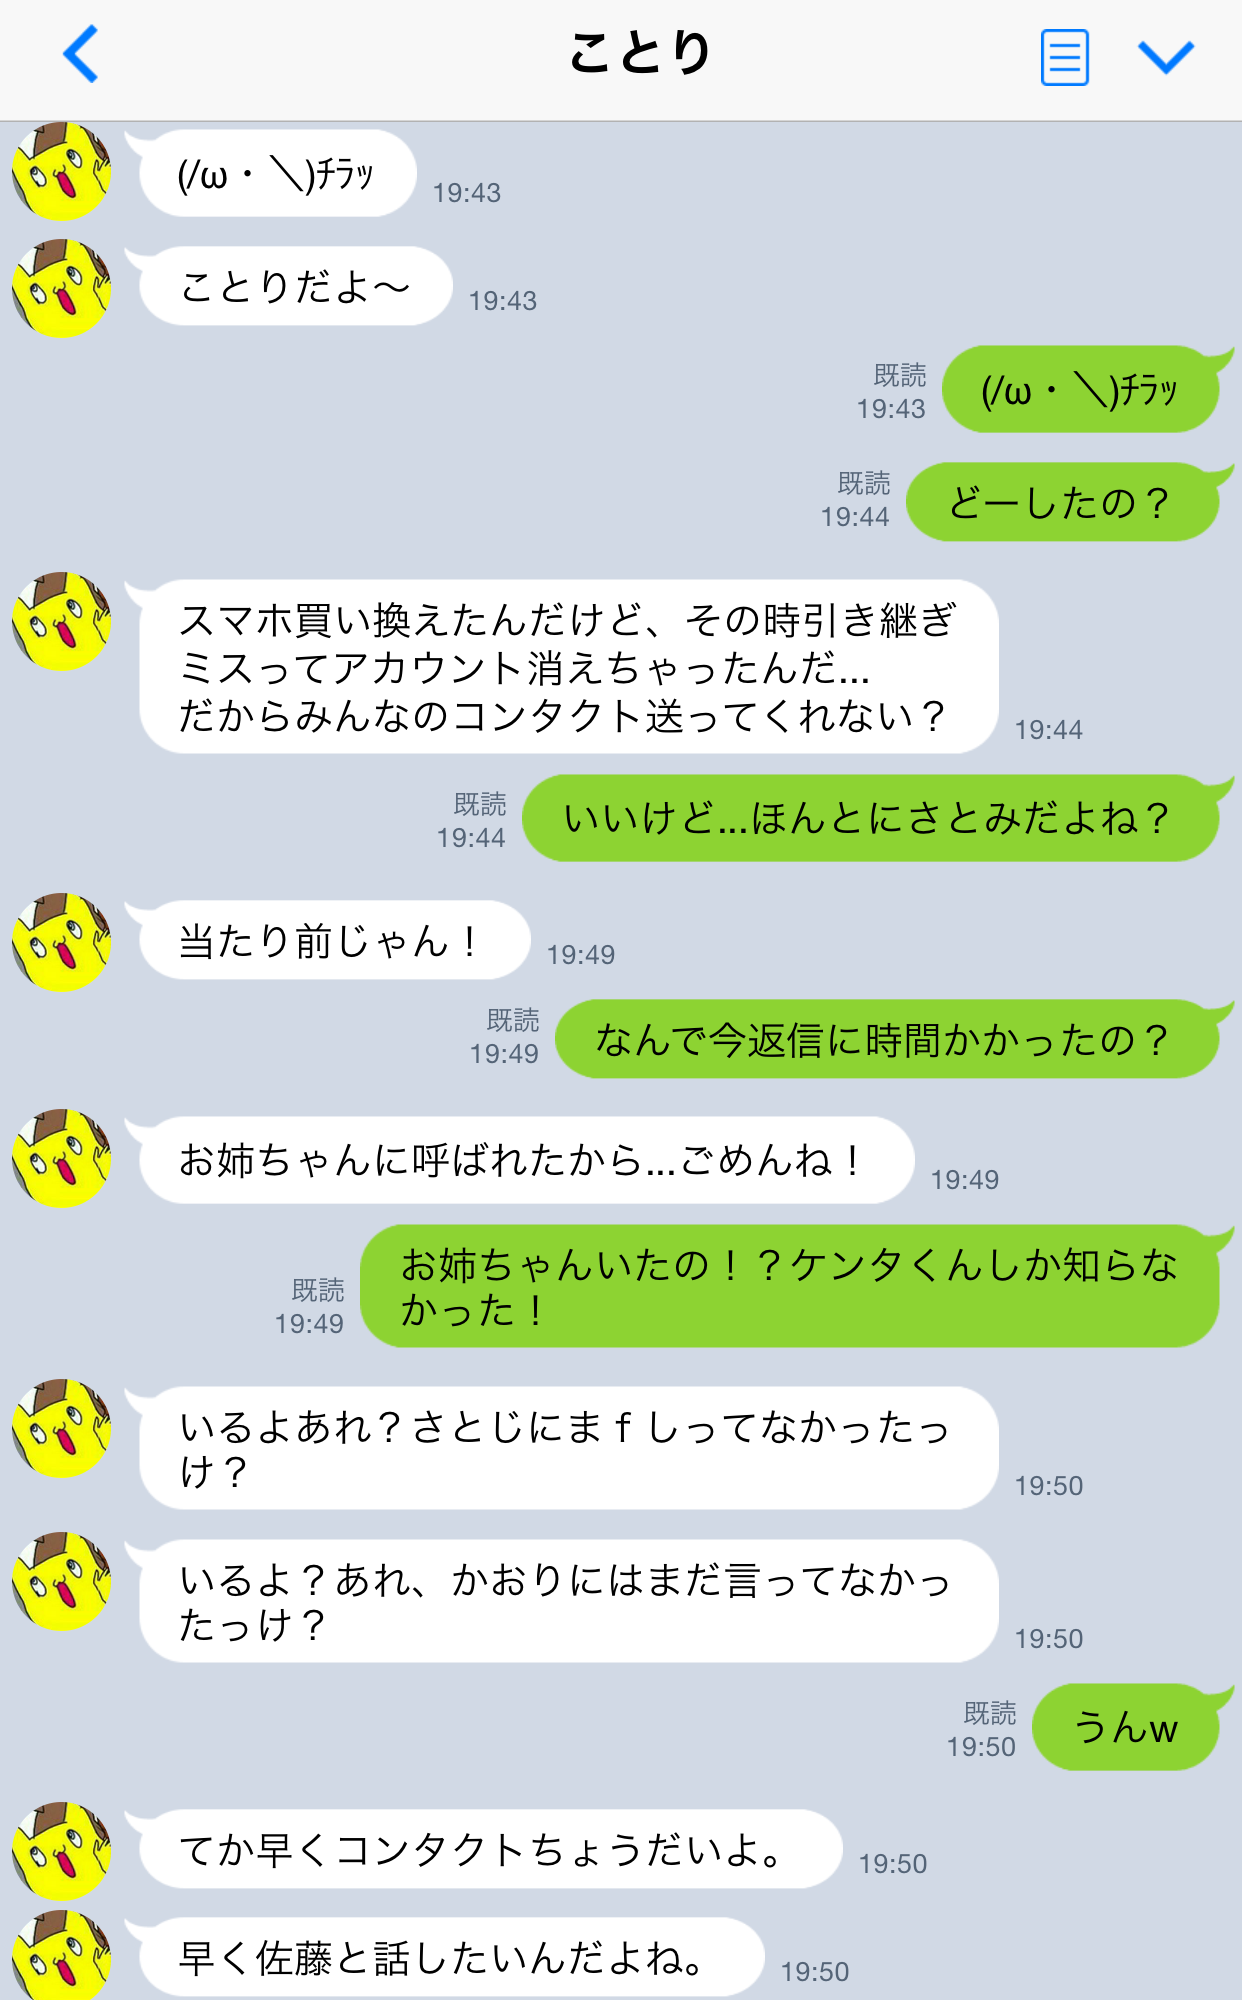 ことり
(/ω・＼)ﾁﾗｯ
19:43
ことりだよ〜
19:43
既読
19:43
(/ω・＼)ﾁﾗｯ
既読
19:44
どーしたの？
スマホ買い換えたんだけど、その時引き継ぎ
ミスってアカウント消えちゃったんだ...
だからみんなのコンタクト送ってくれない？
19:44
既読
19:44
いいけど...ほんとにさとみだよね？
当たり前じゃん！
19:49
既読
19:49
なんで今返信に時間かかったの？
お姉ちゃんに呼ばれたから...ごめんね！
19:49
既読
19:49
お姉ちゃんいたの！？ケンタくんしか知らな
かった！
いるよあれ？さとじにまｆしってなかったっ
け？
19:50
いるよ？あれ、かおりにはまだ言ってなかっ
たっけ？
19:50
既読
19:50
うんw
てか早くコンタクトちょうだいよ。
19:50
早く佐藤と話したいんだよね。
19:50